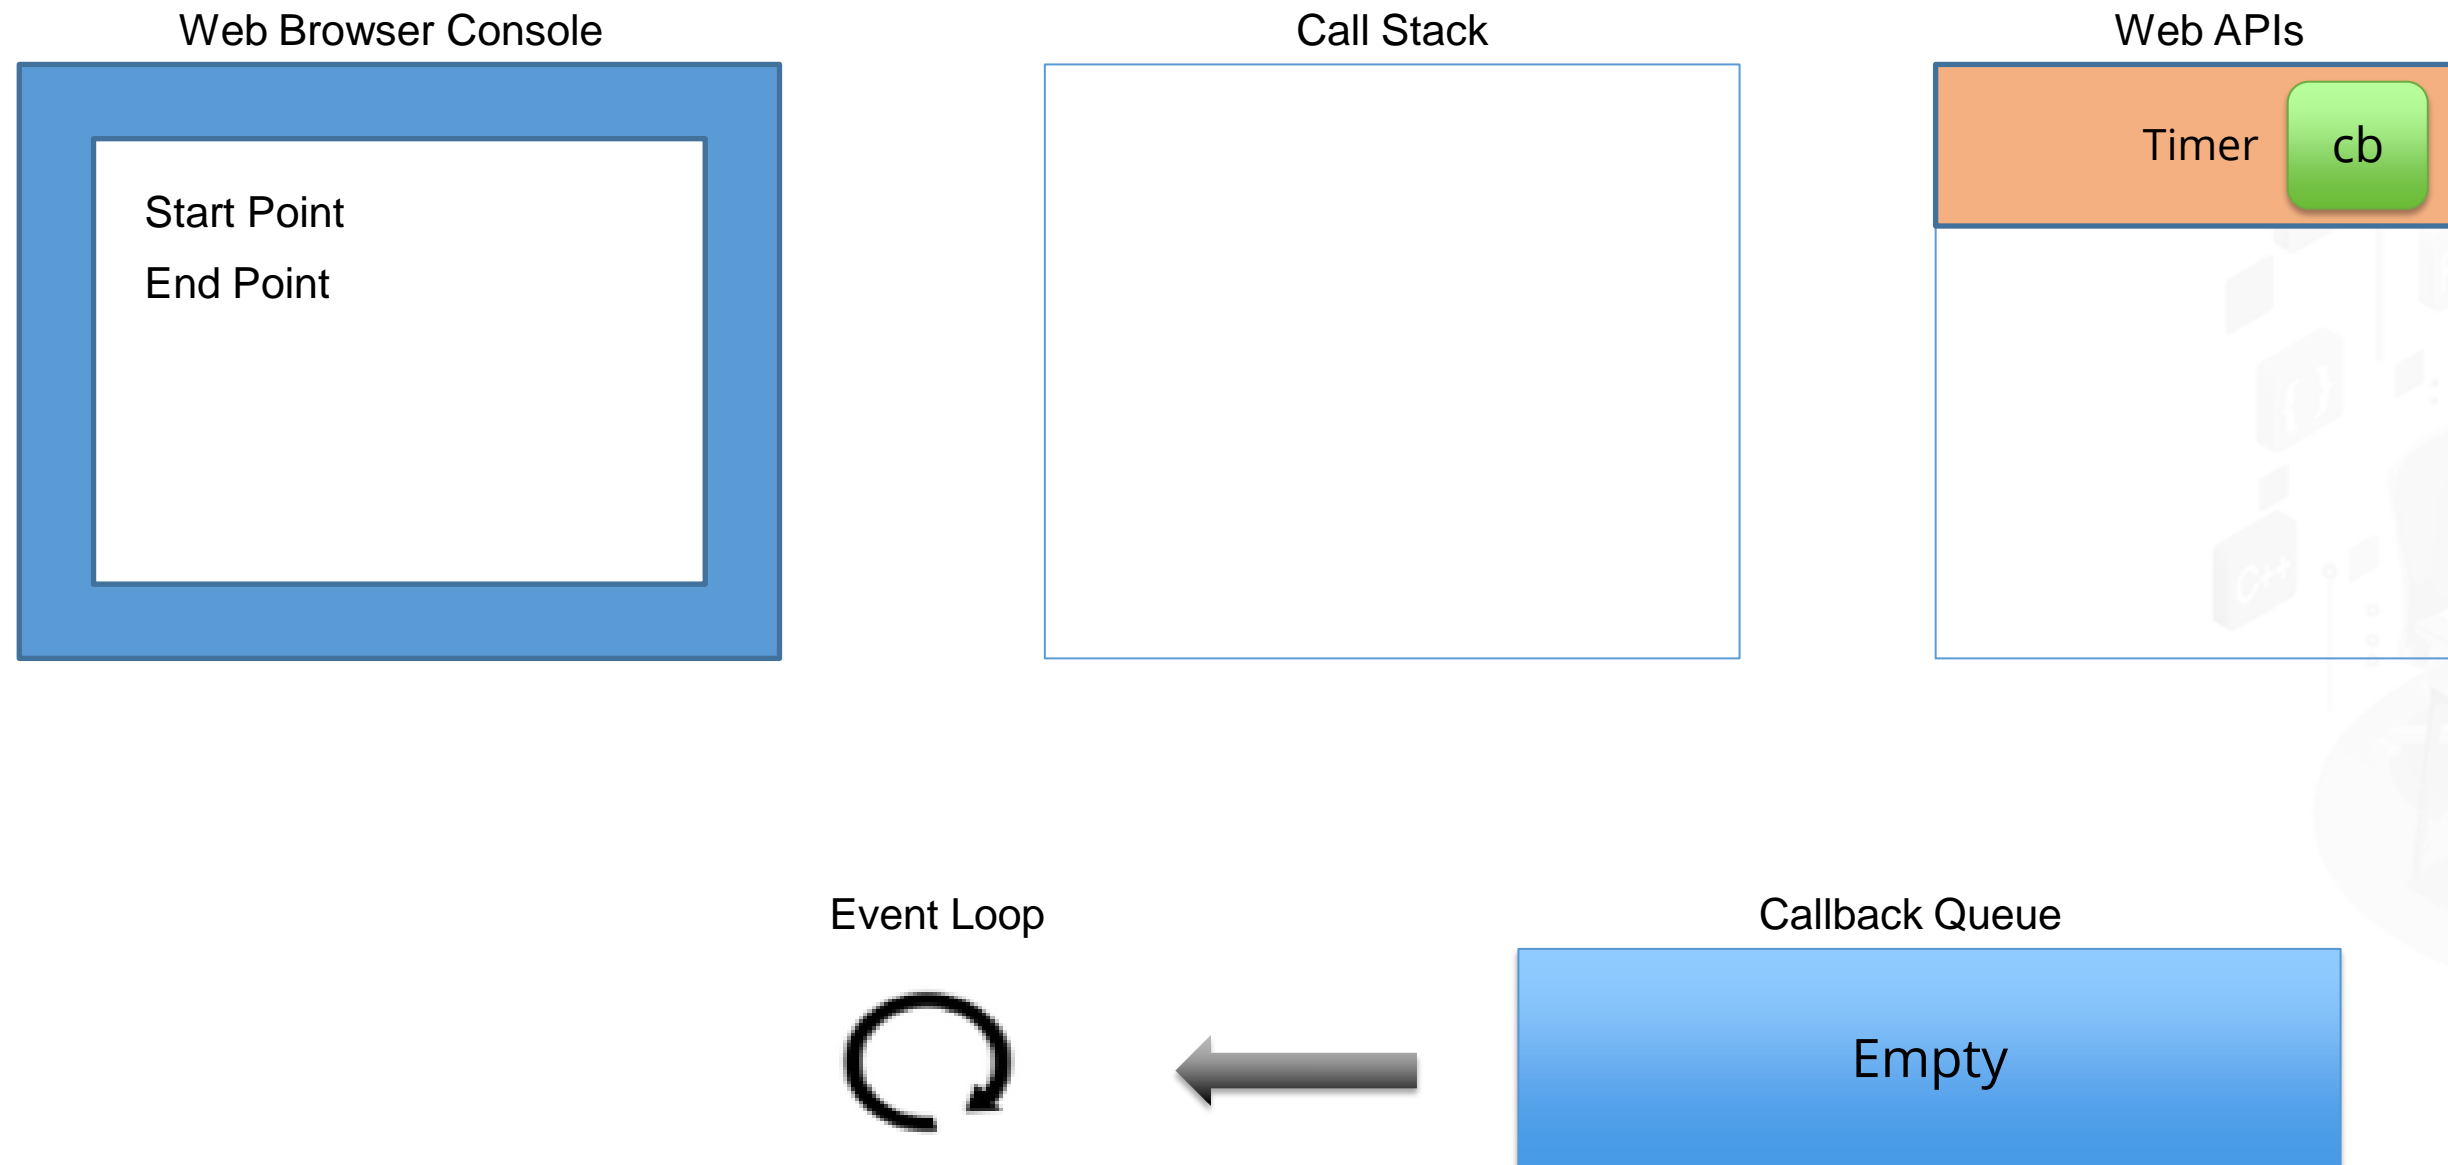 Web Browser Console
Call Stack
Web APIs
Timer
cb
Start Point
End Point
{ }
C++
Event Loop
Callback Queue
Empty